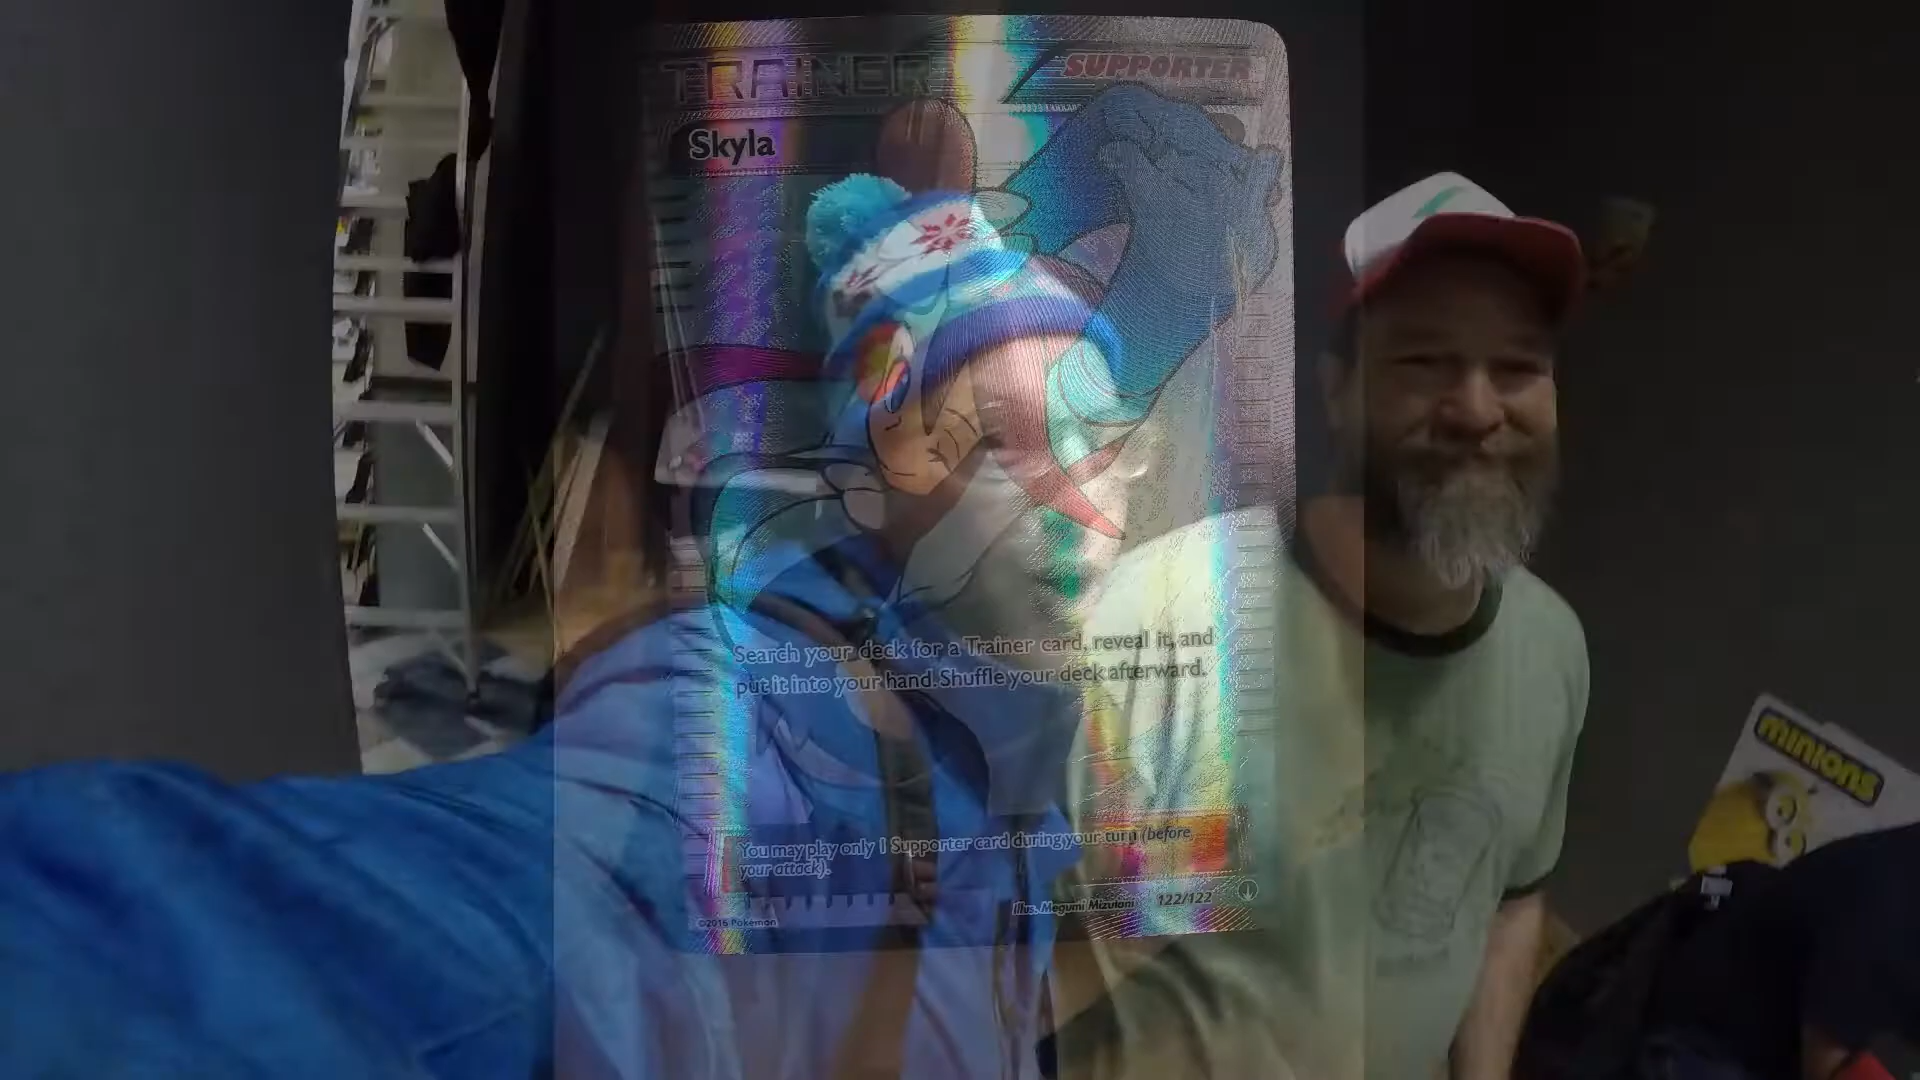 TRAINER
SUPPORTER
Skyla
Search your deck for a Trainer card, reveal it, and
put it into your hand. Shuffle your deck afterward.
You may play only 1 Supporter card during your turn (before
your attack).
Illus. Megumi Mizutani 122/122
©2016 Pokémon
minions